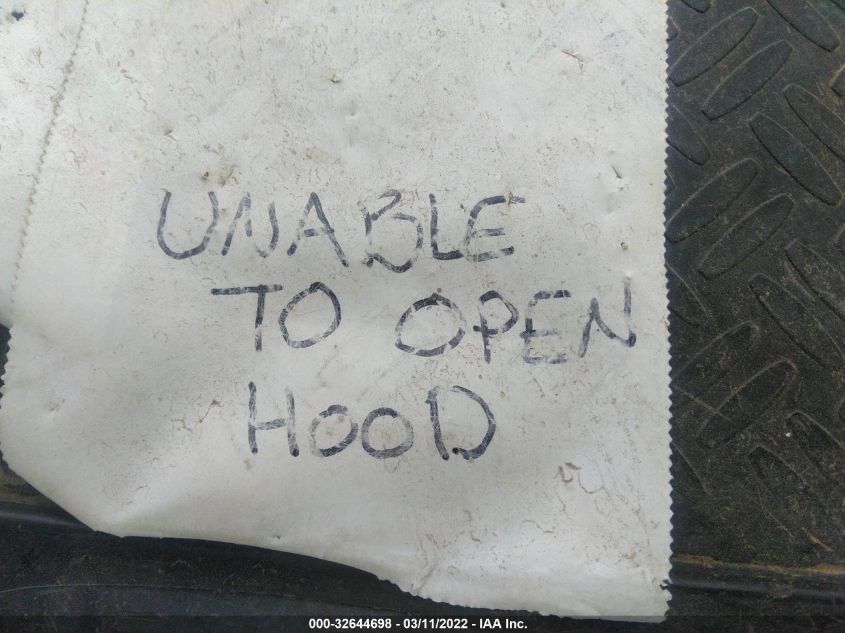 UNABLE
TO OPEN
HOOD
000-32644698 - 03/11/2022 - IAA Inc.